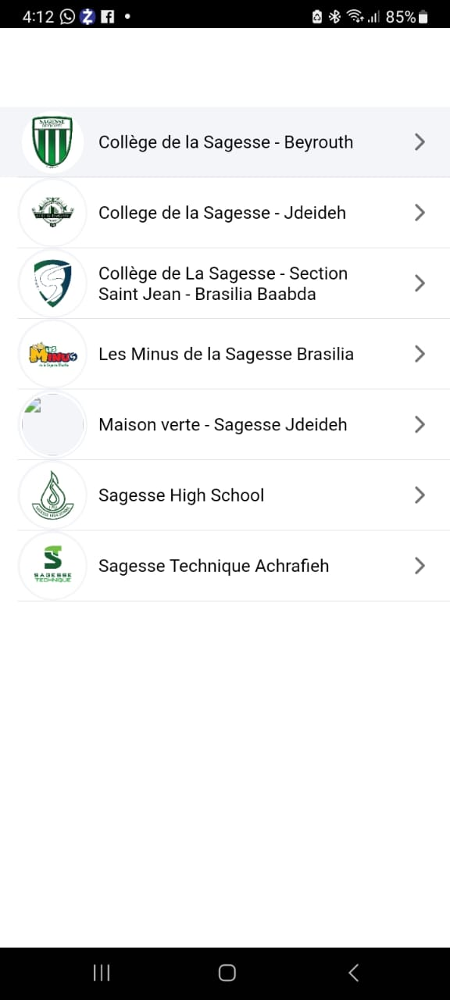 4:12
85%
SAGESSE
Collège de la Sagesse - Beyrouth
College de la Sagesse - Jdeideh
Collège de La Sagesse - Section
Saint Jean - Brasilia Baabda
LES
MINUS
Les Minus de la Sagesse Brasilia
Maison verte - Sagesse Jdeideh
Sagesse High School
SAGESSE
TECHNIQUE
Sagesse Technique Achrafieh